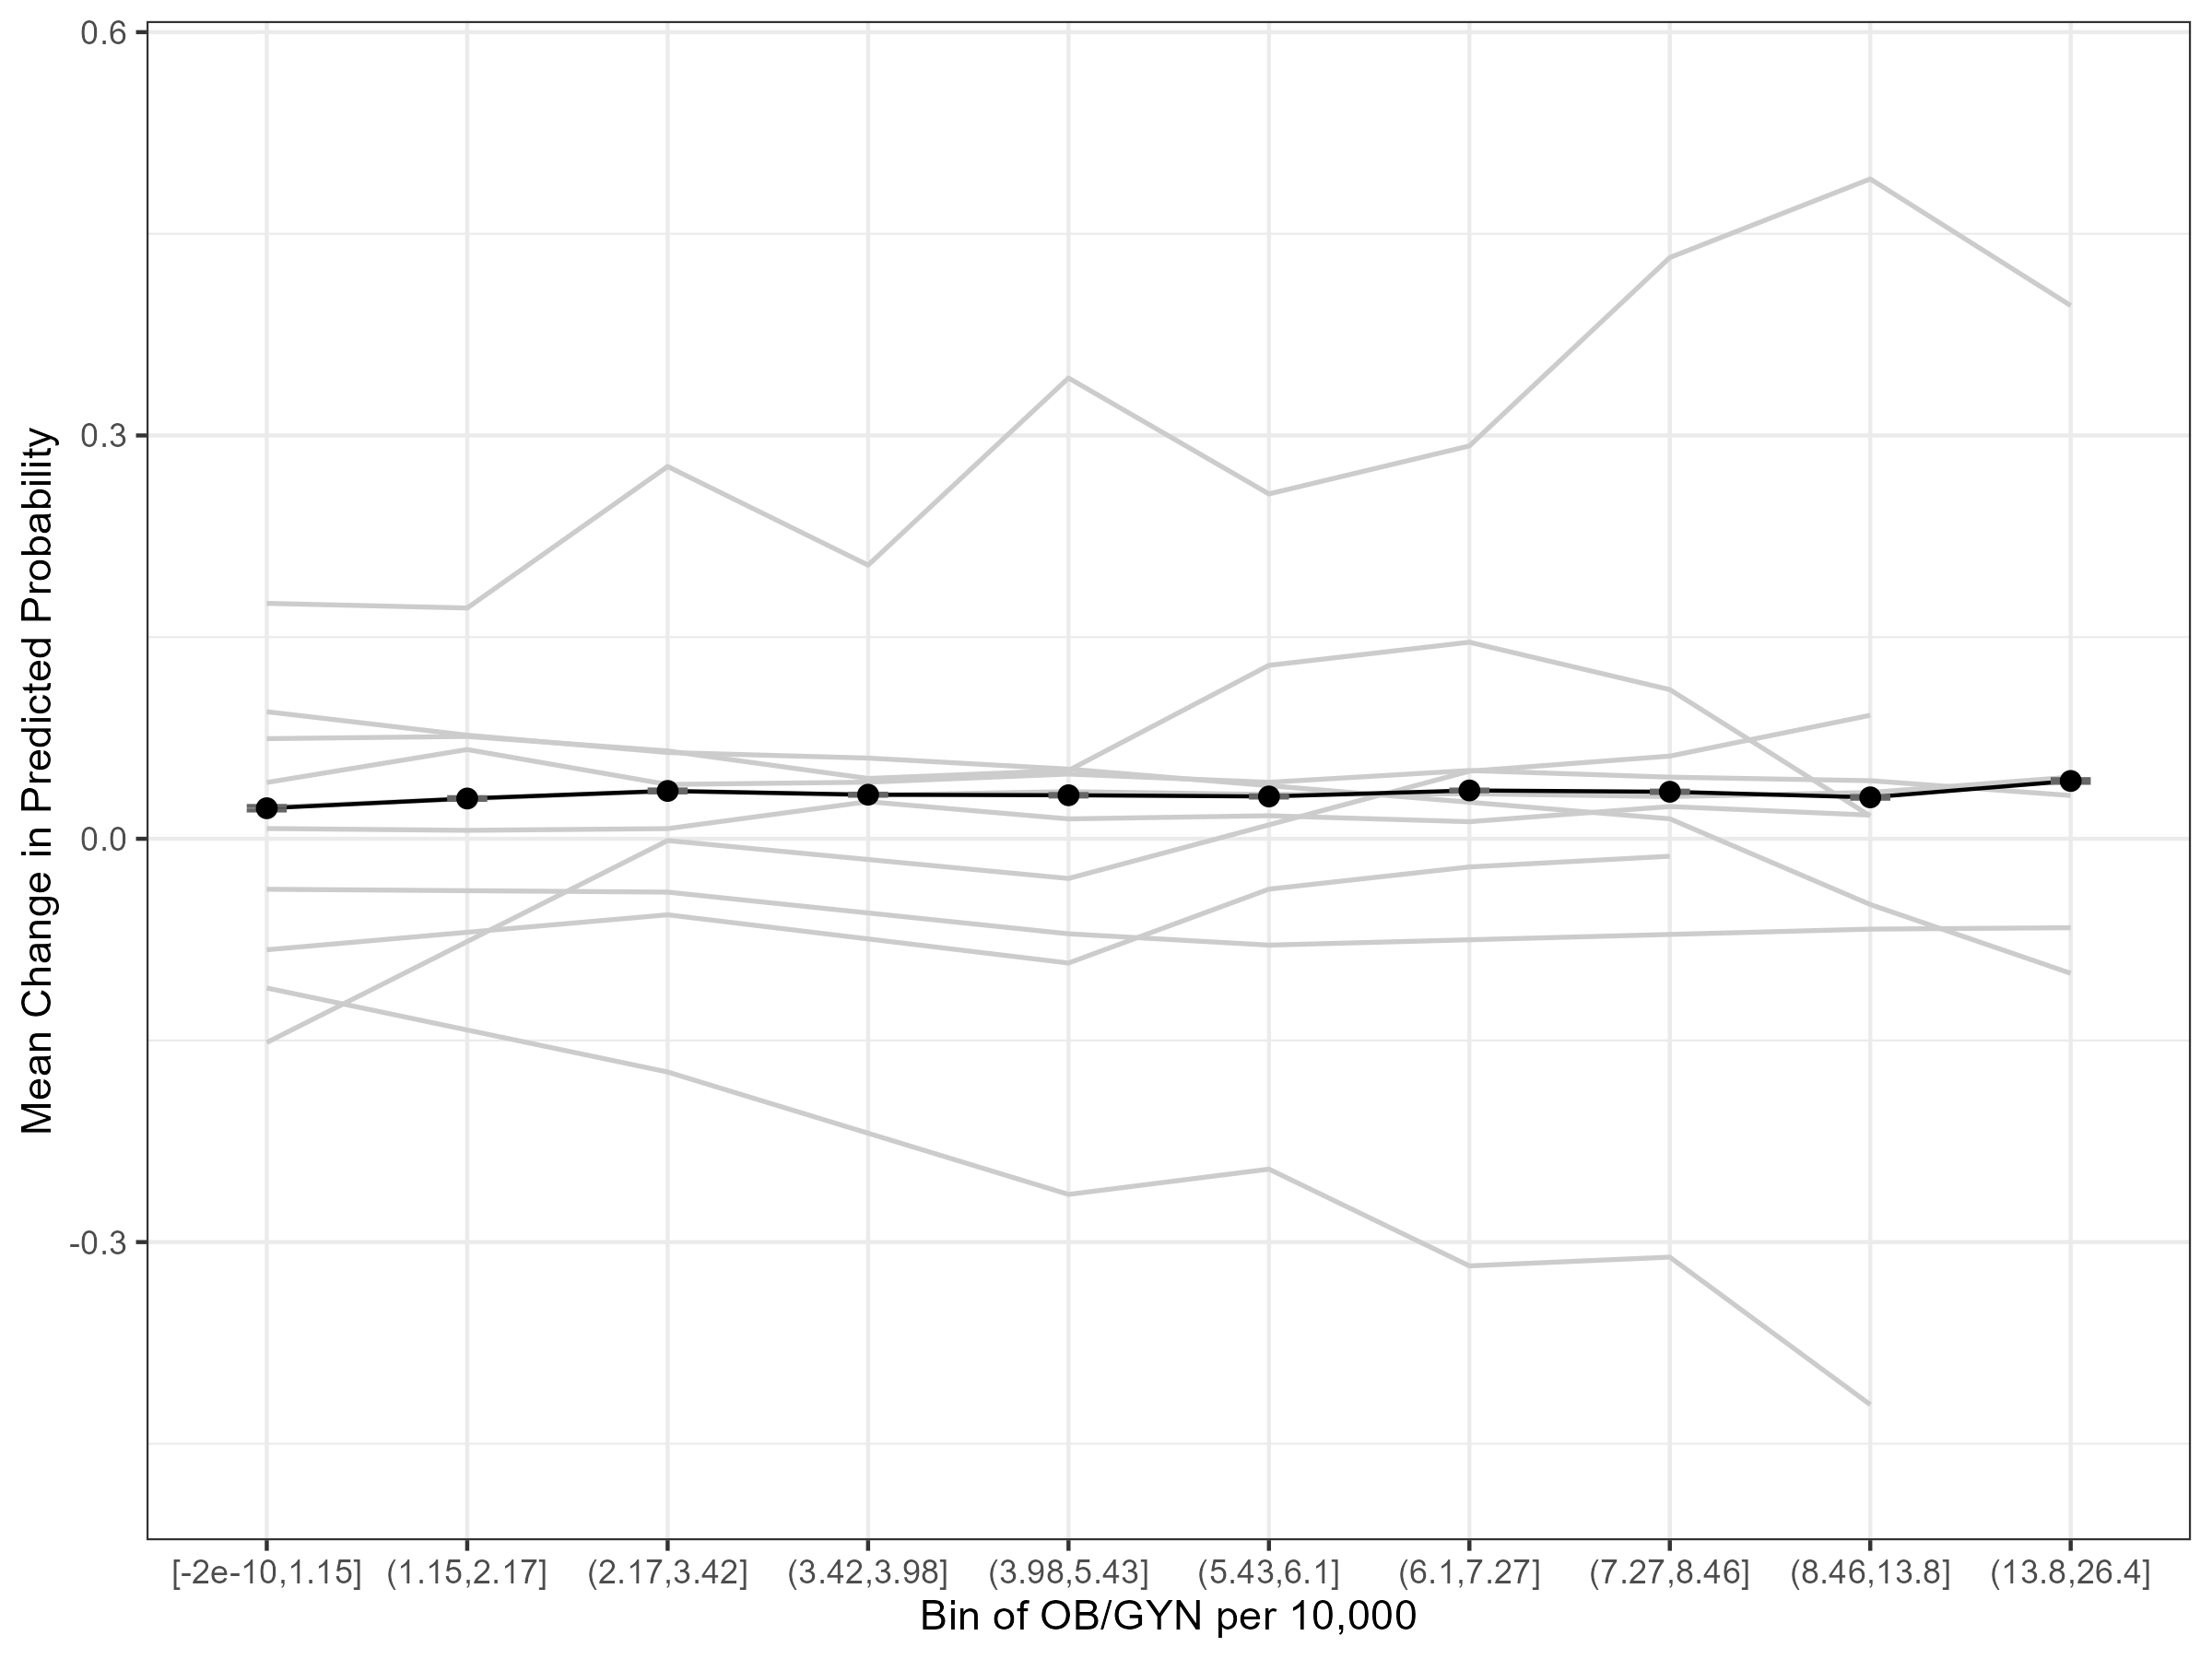 Mean Change in Predicted Probability
0.6
0.3
0.0
-0.3
[-2e-10,1.15] (1.15,2.17] (2.17,3.42] (3.42,3.98] (3.98,5.43] (5.43,6.1] (6.1,7.27] (7.27,8.46] (8.46,13.8] (13.8,26.4]
Bin of OB/GYN per 10,000